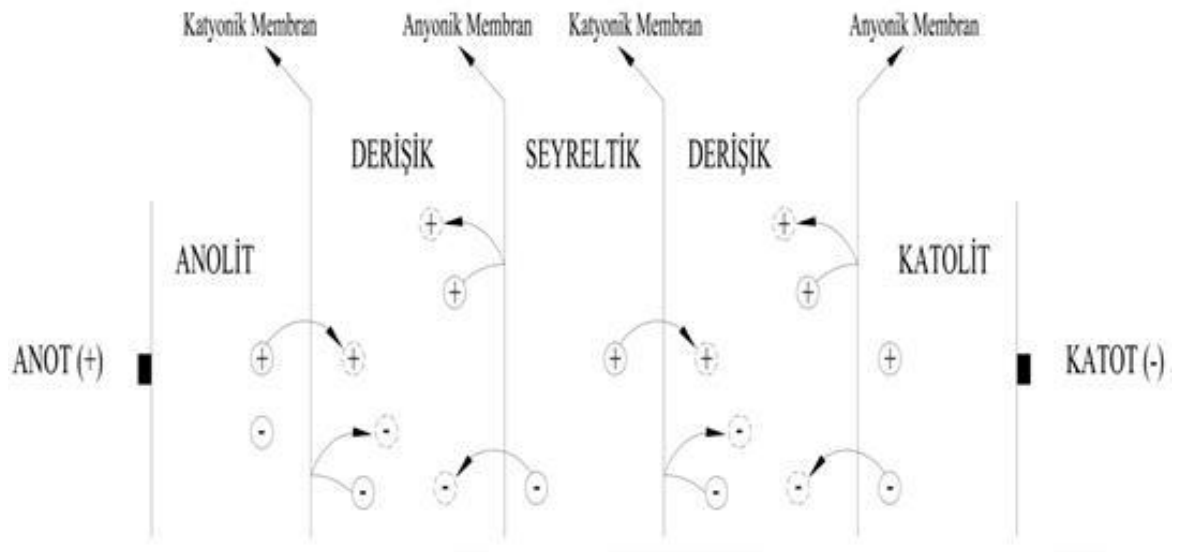 Katyonik Membran
Anyonik Membran
Katyonik Membran
Anyonik Membran
DERİŞİK
SEYRELTİK
DERİŞİK
ANOLİT
KATOLİT
+
+
+
+
ANOT (+)
+
+
+
+
+
KATOT (-)
-
-
-
-
-
-
-
-
-